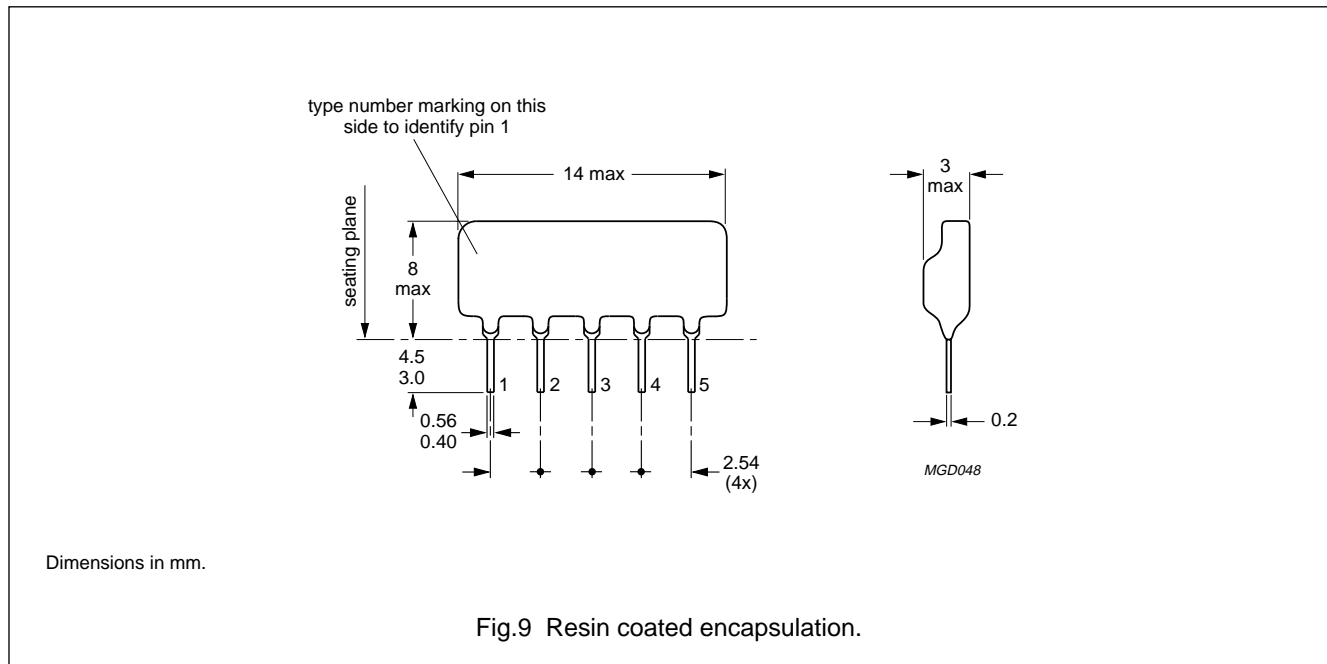 type number marking on this
side to identify pin 1
14 max
3
max
seating plane
8
max
4.5
3.0
1
2
3
4
5
0.56
0.40
0.2
2.54
(4x)
MGD048
Dimensions in mm.
Fig.9 Resin coated encapsulation.